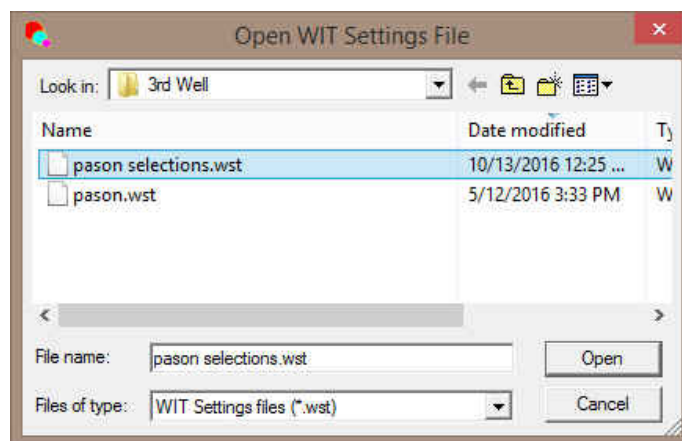 Open WIT Settings File
Look in: 3rd Well
Name Date modified
pason selections.wst 10/13/2016 12:25 ... W
pason.wst 5/12/2016 3:33 PM W
File name: pason selections.wst Open
Files of type: WIT Settings files (*.wst) Cancel